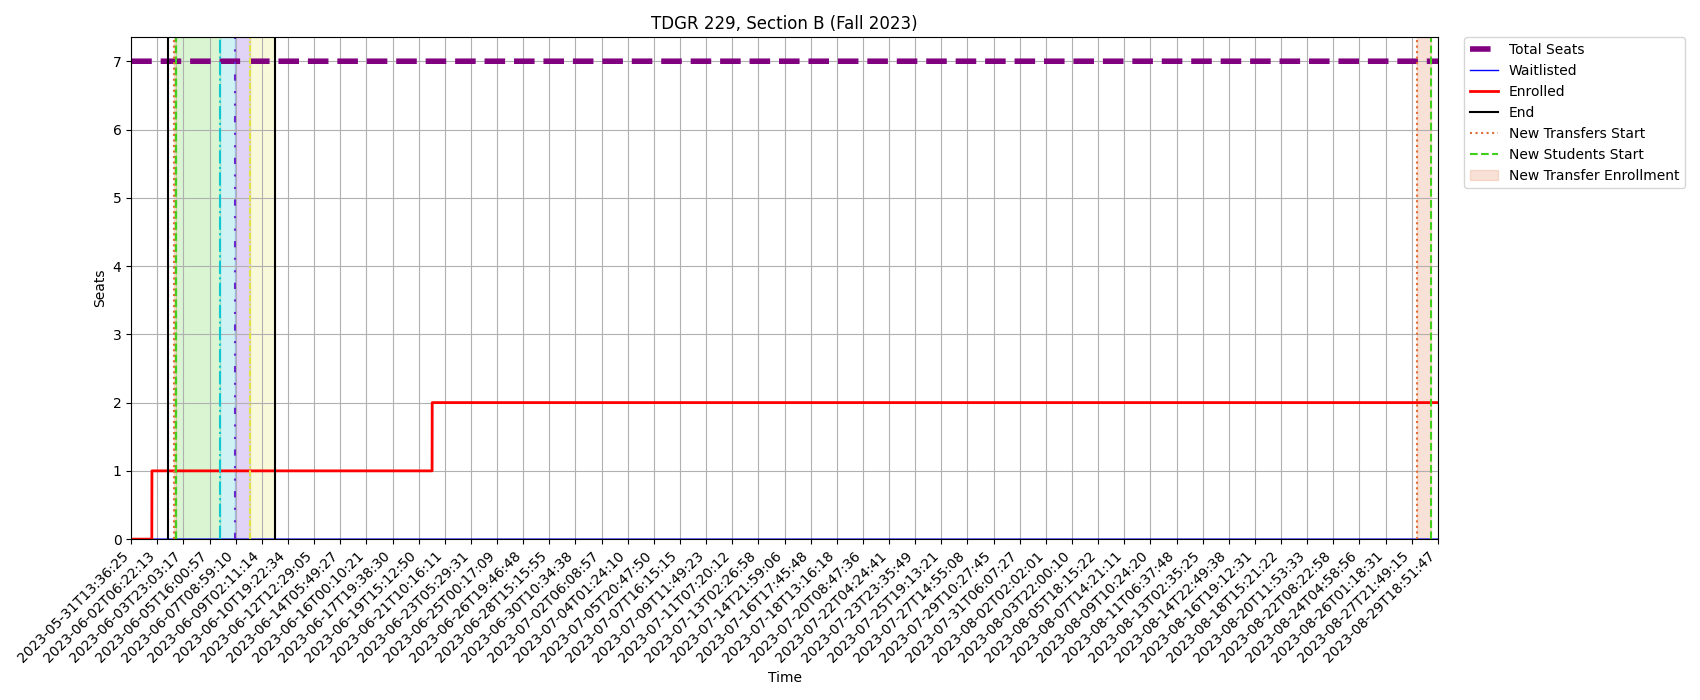 TDGR 229, Section B (Fall 2023)
Total Seats
Waitlisted
Enrolled
End
New Transfers Start
New Students Start
New Transfer Enrollment
Seats
7
6
5
4
3
2
1
0
2023-05-31T13:36:25
2023-06-02T06:22:13
2023-06-03T23:03:17
2023-06-05T16:00:57
2023-06-07T08:59:10
2023-06-09T02:11:14
2023-06-10T19:22:34
2023-06-12T12:29:05
2023-06-14T05:49:27
2023-06-16T00:10:21
2023-06-17T19:38:30
2023-06-19T15:12:50
2023-06-21T10:16:11
2023-06-23T05:29:31
2023-06-25T00:17:09
2023-06-26T19:46:48
2023-06-28T15:15:55
2023-06-30T10:34:38
2023-07-02T06:08:57
2023-07-04T01:24:10
2023-07-05T20:47:50
2023-07-07T16:15:15
2023-07-09T11:49:23
2023-07-11T07:20:12
2023-07-13T02:26:58
2023-07-14T21:59:06
2023-07-16T17:45:48
2023-07-18T13:16:18
2023-07-20T08:47:36
2023-07-22T04:24:41
2023-07-23T23:35:49
2023-07-25T19:13:21
2023-07-27T14:55:08
2023-07-29T10:27:45
2023-07-31T06:07:27
2023-08-02T02:02:01
2023-08-03T22:00:10
2023-08-05T18:15:22
2023-08-07T14:21:11
2023-08-09T10:24:20
2023-08-11T06:37:48
2023-08-13T02:35:25
2023-08-14T22:49:38
2023-08-16T19:12:31
2023-08-18T15:21:22
2023-08-20T11:53:33
2023-08-22T08:22:58
2023-08-24T04:58:56
2023-08-26T01:18:31
2023-08-27T21:49:15
2023-08-29T18:51:47
Time